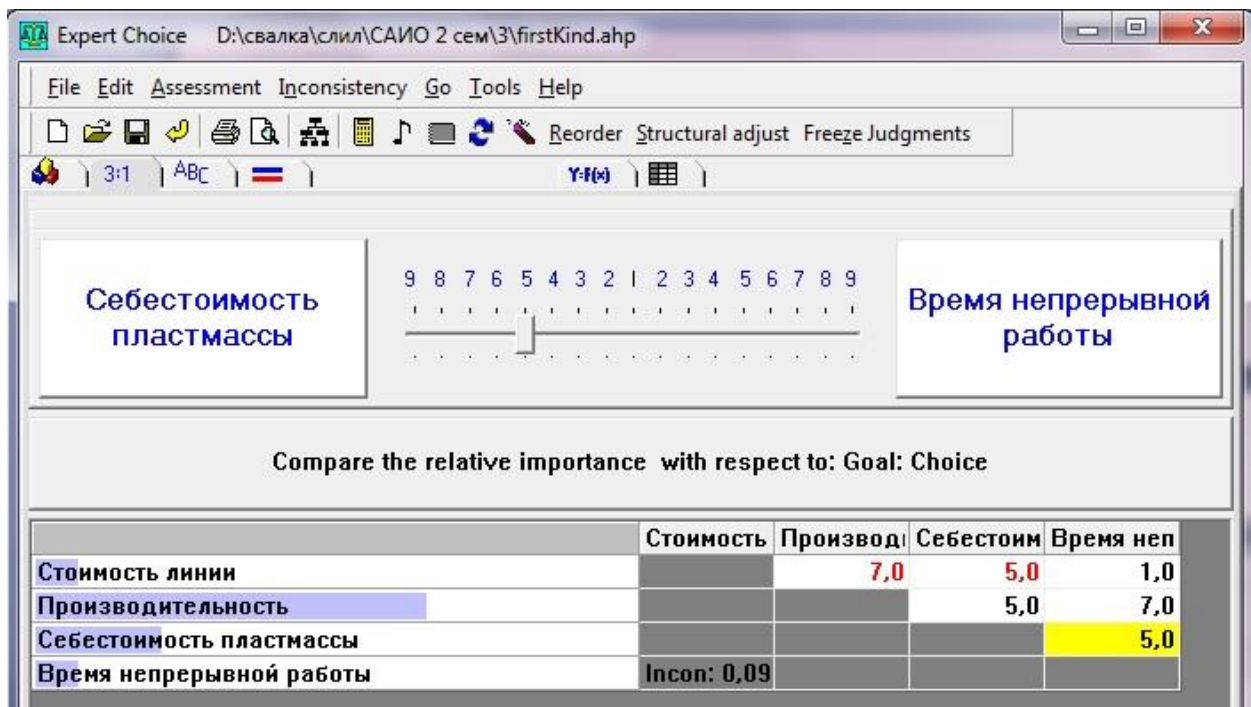 Expert Choice D:\свалка\слил\САИО 2 сем\3\firstKind.ahp
File Edit Assessment Inconsistency Go Tools Help
Reorder Structural adjust Freeze Judgments
3:1 ABC Y=F(x)
9 8 7 6 5 4 3 2 1 2 3 4 5 6 7 8 9
Себестоимость пластмассы
Время непрерывной работы
Compare the relative importance with respect to: Goal: Choice
Стоимость Производи Себестоим Время неп
Стоимость линии 7,0 5,0 1,0
Производительность 5,0 7,0
Себестоимость пластмассы 5,0
Время непрерывной работы Incon: 0,09